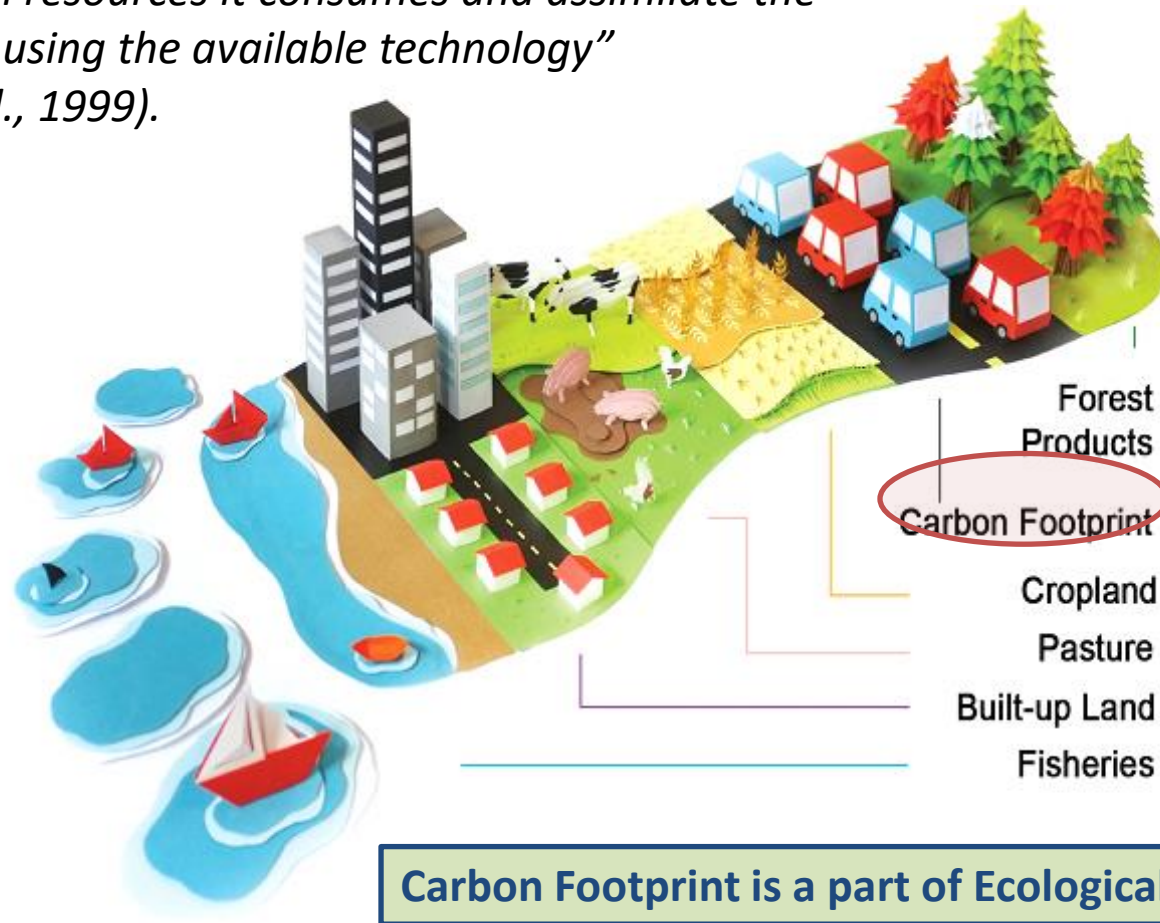 resources it consumes and assimilate the
using the available technology”
1999).
Forest
Products
Carbon Footprint
Cropland
Pasture
Built-up Land
Fisheries
Carbon Footprint is a part of Ecological